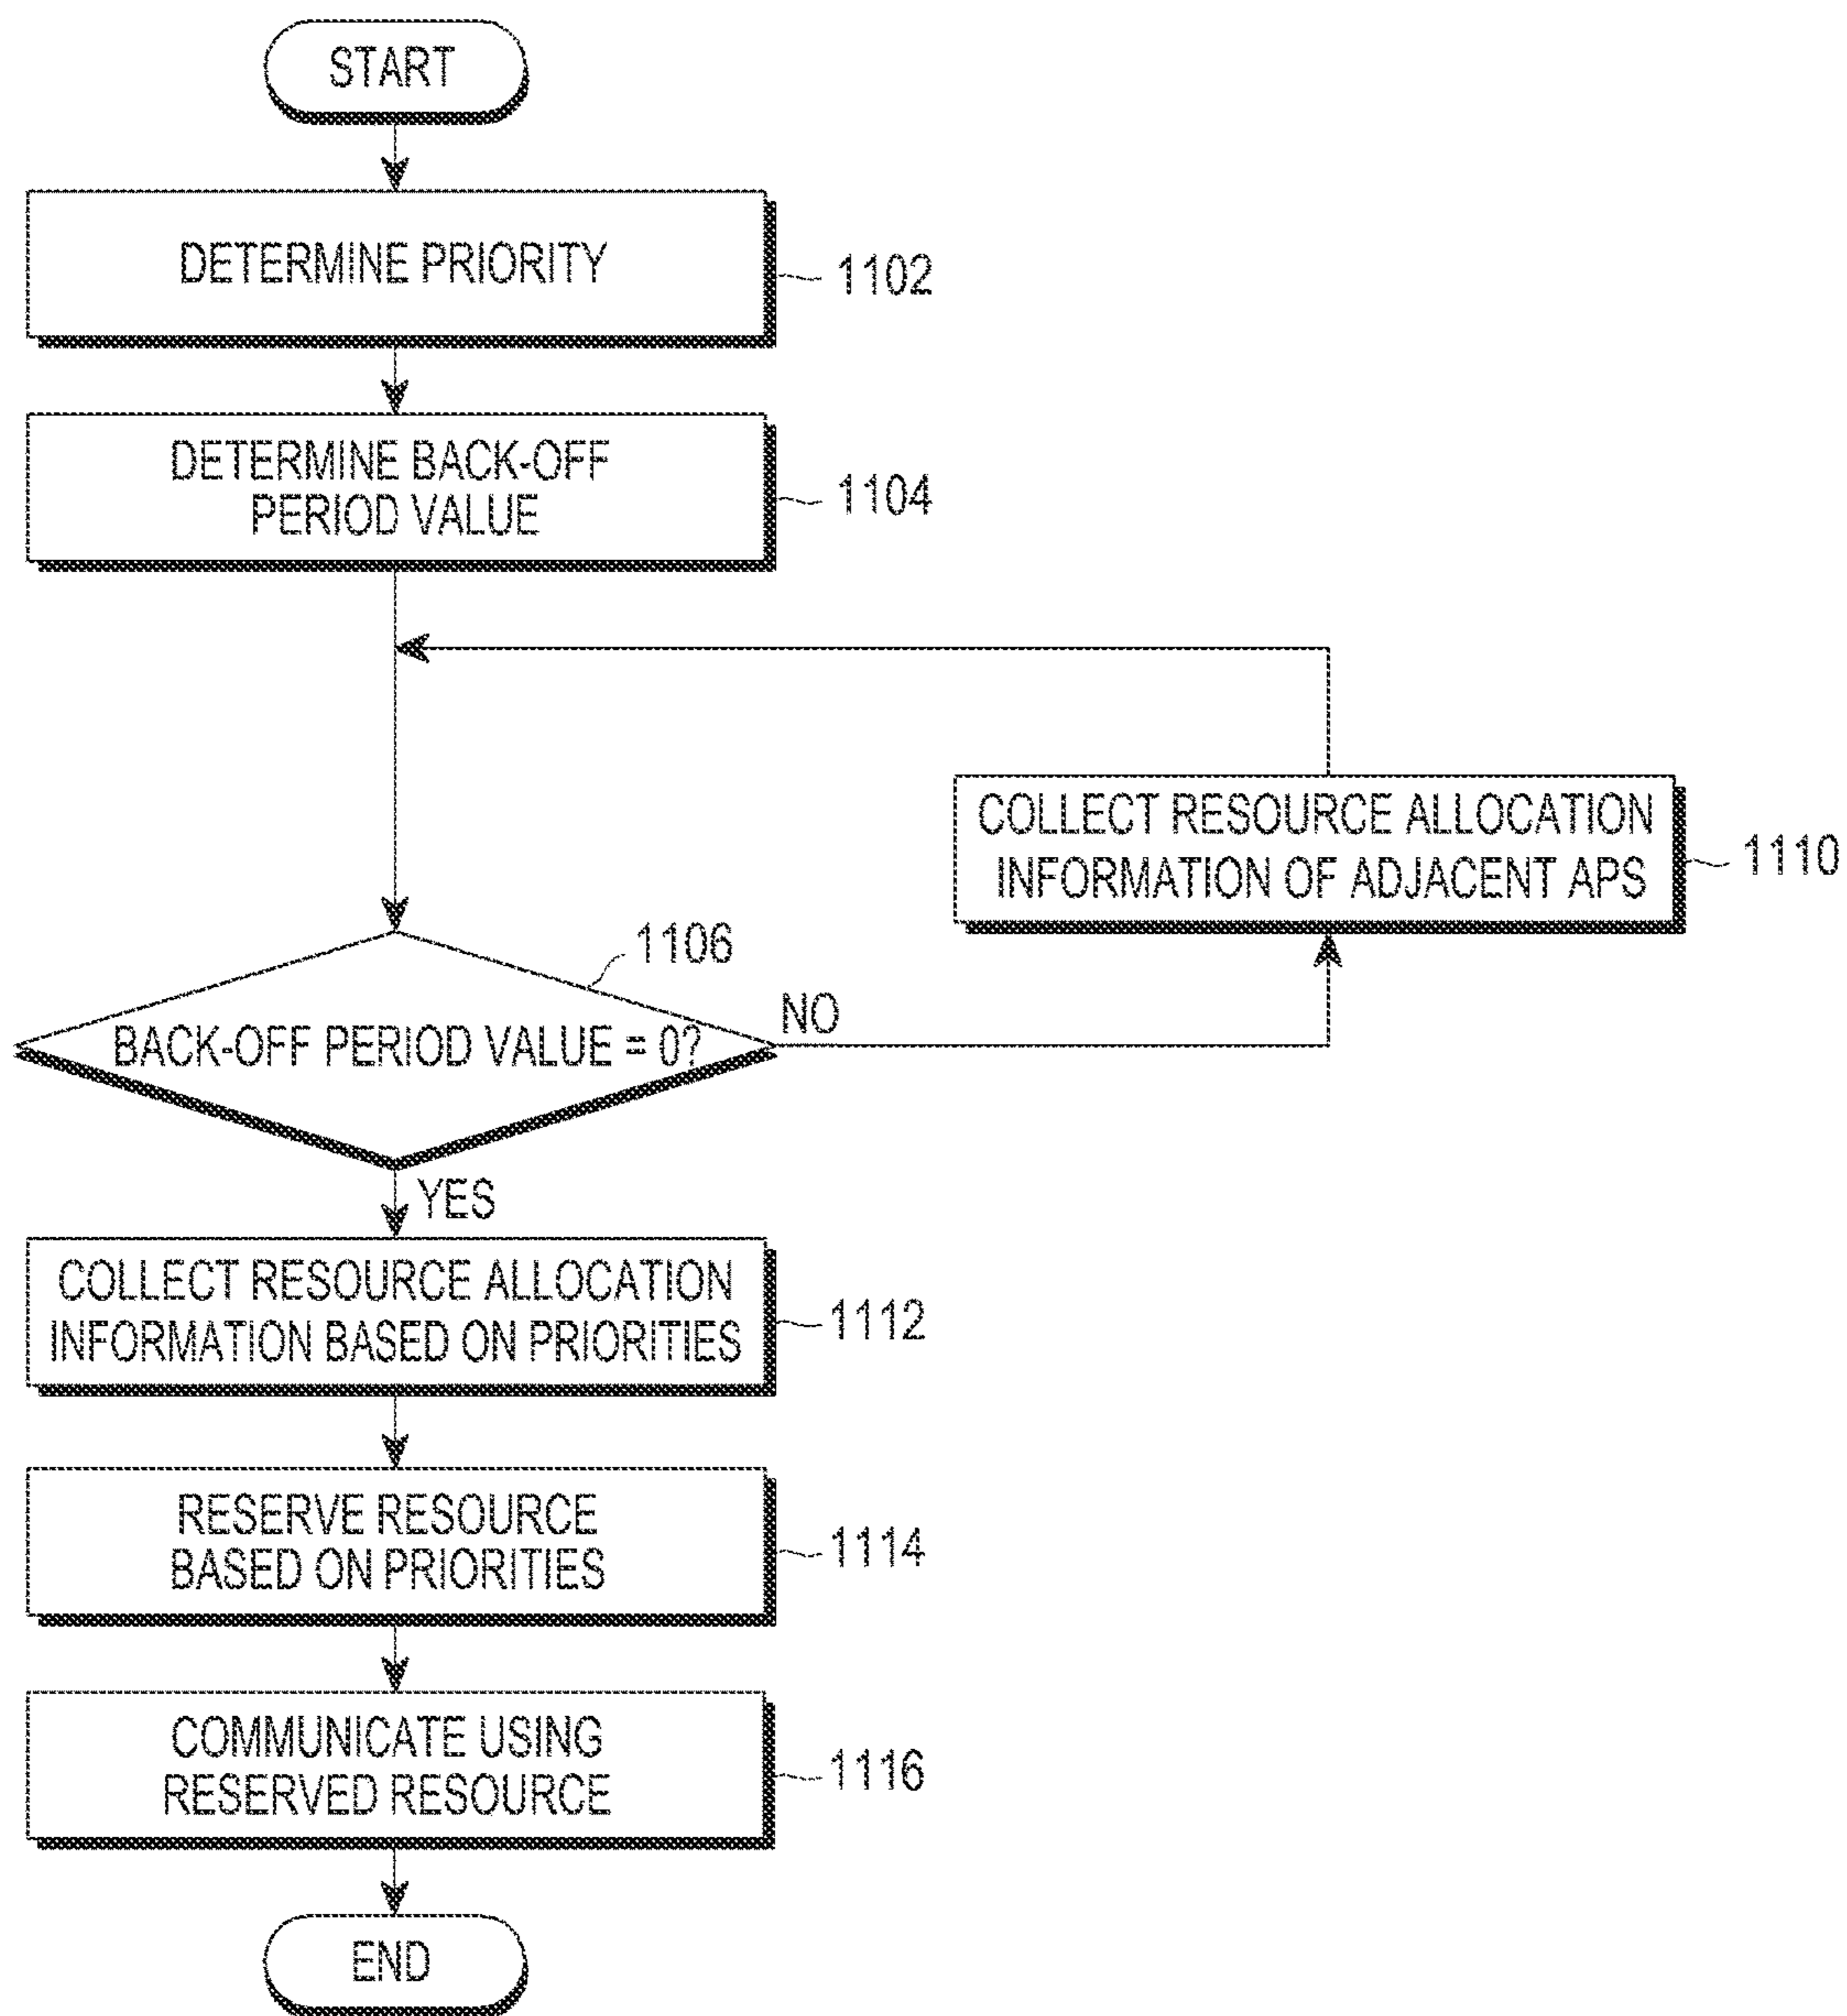 START
DETERMINE PRIORITY
1102
DETERMINE BACK-OFF
PERIOD VALUE
1104
COLLECT RESOURCE ALLOCATION
INFORMATION OF ADJACENT APS
1110
1106
BACK-OFF PERIOD VALUE = 0?
NO
YES
COLLECT RESOURCE ALLOCATION
INFORMATION BASED ON PRIORITIES
1112
RESERVE RESOURCE
BASED ON PRIORITIES
1114
COMMUNICATE USING
RESERVED RESOURCE
1116
END